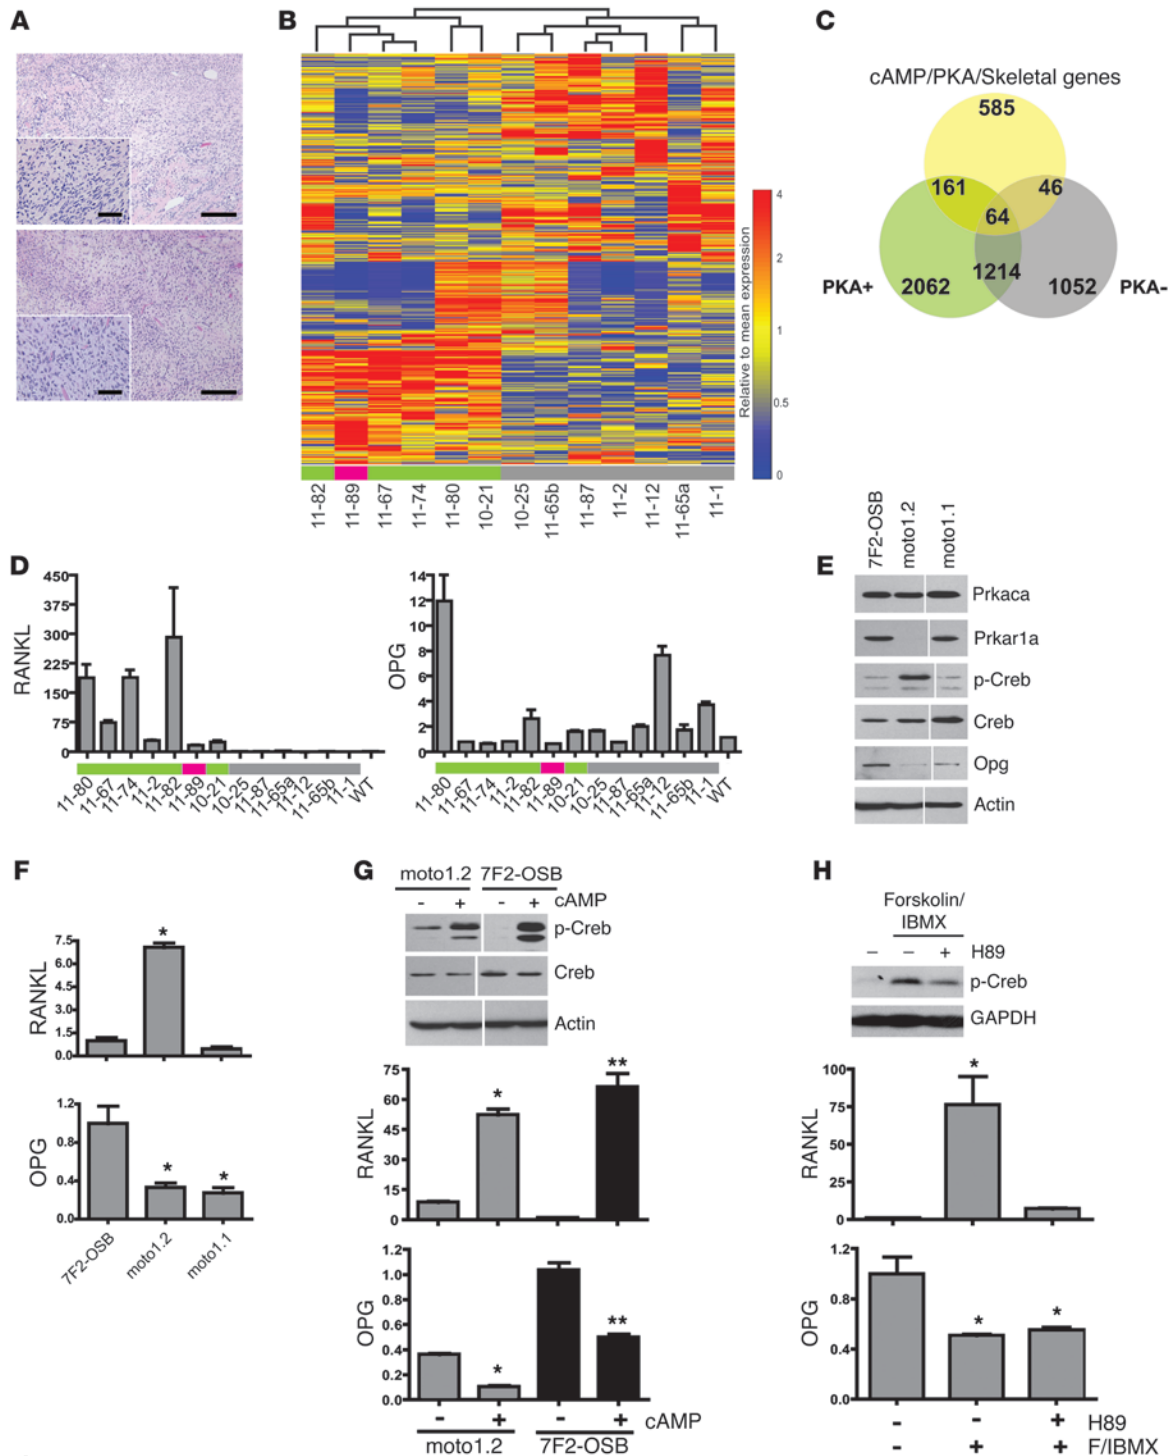 A
B
11-82
11-89
11-67
11-74
11-80
10-21
10-25
11-65b
11-87
11-2
11-12
11-65a
11-1
Relative to mean expression
4
2
1
0.5
0
C
cAMP/PKA/Skeletal genes
585
161
46
64
2062
1214
1052
PKA+
PKA-
D
RANKL
450
375
300
225
150
75
0
11-80
11-67
11-74
11-2
11-82
11-89
10-21
10-25
11-87
11-65a
11-12
11-65b
11-1
WT
OPG
14
12
10
8
6
4
2
0
11-80
11-67
11-74
11-2
11-82
11-89
10-21
10-25
11-87
11-65a
11-12
11-65b
11-1
WT
E
7F2-OSB
moto1.2
moto1.1
Prkaca
Prkar1a
p-Creb
Creb
Opg
Actin
F
RANKL
7.5
6.0
4.5
3.0
1.5
0.0
*
OPG
1.2
0.8
0.4
0.0
* *
7F2-OSB
moto1.2
moto1.1
G
moto1.2 7F2-OSB
- + - + cAMP
p-Creb
Creb
Actin
RANKL
75
60
45
30
15
0
* **
OPG
1.2
1.0
0.8
0.6
0.4
0.2
0.0
* **
- + - + cAMP
moto1.2 7F2-OSB
H
Forskolin/
IBMX
– – + H89
p-Creb
GAPDH
RANKL
100
75
50
25
0
*
OPG
1.2
0.8
0.4
0.0
* *
- - + H89
- + + F/IBMX